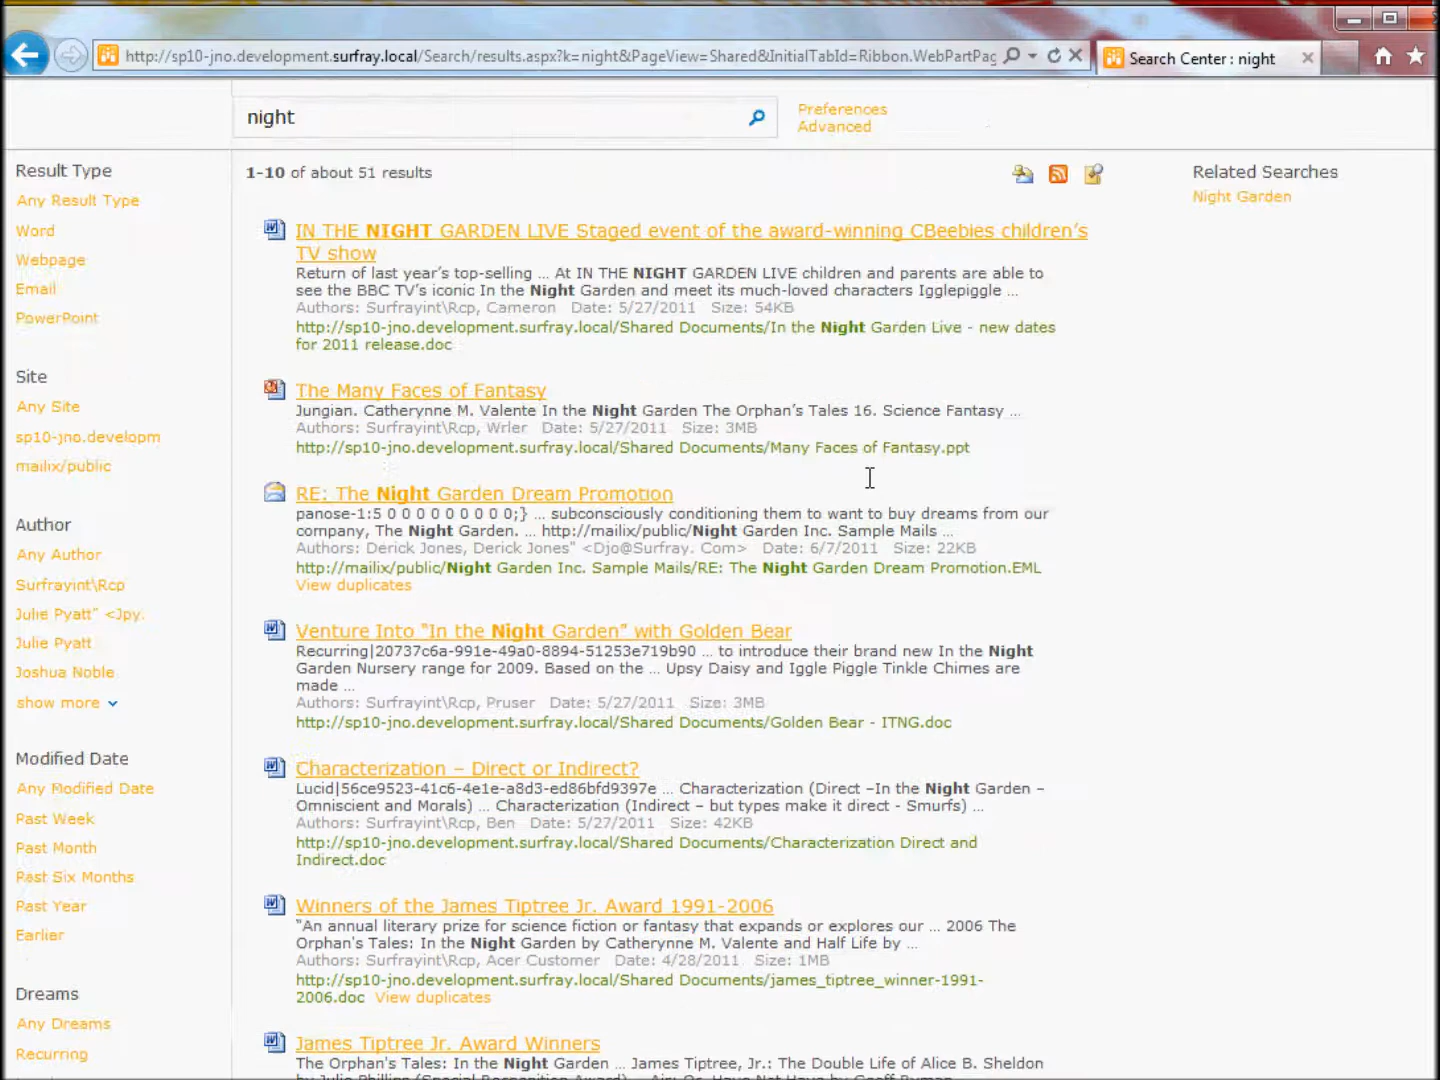 http://sp10-jno.development.surfray.local/Search/results.aspx?k=night&PageView=Shared&InitialTabId=Ribbon.WebPartPag
Search Center : night
night
Preferences
Advanced
Result Type
Any Result Type
Word
Webpage
Email
PowerPoint
Site
Any Site
sp10-jno.developm
mailix/public
Author
Any Author
Surfrayint\Rcp
Julie Pyatt" <Jpy.
Julie Pyatt
Joshua Noble
show more
Modified Date
Any Modified Date
Past Week
Past Month
Past Six Months
Past Year
Earlier
Dreams
Any Dreams
Recurring
1-10 of about 51 results
IN THE NIGHT GARDEN LIVE Staged event of the award-winning CBeebies children's
TV show
Return of last year's top-selling ... At IN THE NIGHT GARDEN LIVE children and parents are able to
see the BBC TV's iconic In the Night Garden and meet its much-loved characters Igglepiggle ...
Authors: Surfrayint\Rcp, Cameron Date: 5/27/2011 Size: 54KB
http://sp10-jno.development.surfray.local/Shared Documents/In the Night Garden Live - new dates
for 2011 release.doc
The Many Faces of Fantasy
Jungian. Catherynne M. Valente In the Night Garden The Orphan's Tales 16. Science Fantasy ...
Authors: Surfrayint\Rcp, Wrler Date: 5/27/2011 Size: 3MB
http://sp10-jno.development.surfray.local/Shared Documents/Many Faces of Fantasy.ppt
RE: The Night Garden Dream Promotion
panose-1:5 0 0 0 0 0 0 0 0 0;} ... subconsciously conditioning them to want to buy dreams from our
company, The Night Garden. ... http://mailix/public/Night Garden Inc. Sample Mails ...
Authors: Derick Jones, Derick Jones" <Djo@Surfray. Com> Date: 6/7/2011 Size: 22KB
http://mailix/public/Night Garden Inc. Sample Mails/RE: The Night Garden Dream Promotion.EML
View duplicates
Venture Into "In the Night Garden" with Golden Bear
Recurring|20737c6a-991e-49a0-8894-51253e719b90 ... to introduce their brand new In the Night
Garden Nursery range for 2009. Based on the ... Upsy Daisy and Iggle Piggle Tinkle Chimes are
made ...
Authors: Surfrayint\Rcp, Pruser Date: 5/27/2011 Size: 3MB
http://sp10-jno.development.surfray.local/Shared Documents/Golden Bear - ITNG.doc
Characterization – Direct or Indirect?
Lucid|56ce9523-41c6-4e1e-a8d3-ed86bfd9397e ... Characterization (Direct –In the Night Garden –
Omniscient and Morals) ... Characterization (Indirect – but types make it direct - Smurfs) ...
Authors: Surfrayint\Rcp, Ben Date: 5/27/2011 Size: 42KB
http://sp10-jno.development.surfray.local/Shared Documents/Characterization Direct and
Indirect.doc
Winners of the James Tiptree Jr. Award 1991-2006
"An annual literary prize for science fiction or fantasy that expands or explores our ... 2006 The
Orphan's Tales: In the Night Garden by Catherynne M. Valente and Half Life by ...
Authors: Surfrayint\Rcp, Acer Customer Date: 4/28/2011 Size: 1MB
http://sp10-jno.development.surfray.local/Shared Documents/james_tiptree_winner-1991-
2006.doc View duplicates
James Tiptree Jr. Award Winners
The Orphan's Tales: In the Night Garden ... James Tiptree, Jr.: The Double Life of Alice B. Sheldon
Related Searches
Night Garden